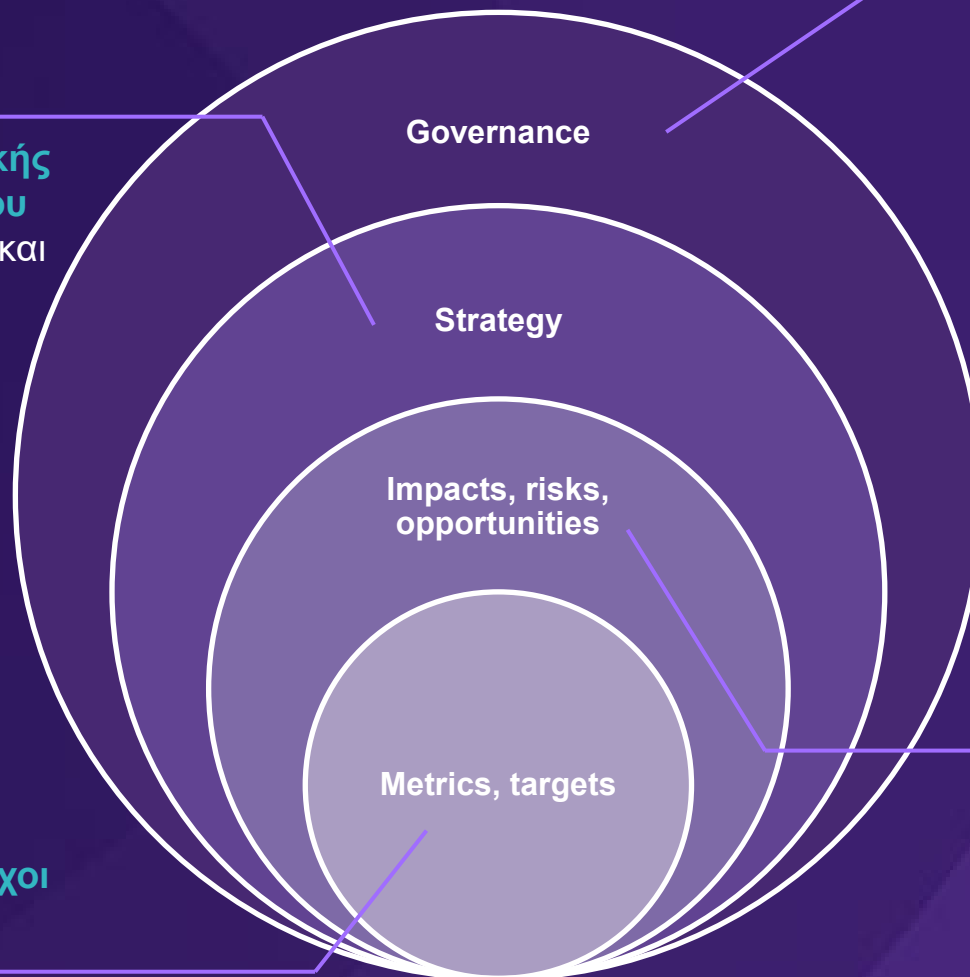 Governance
κής
ου
και
Strategy
Impacts, risks,
opportunities
Metrics, targets
χοι